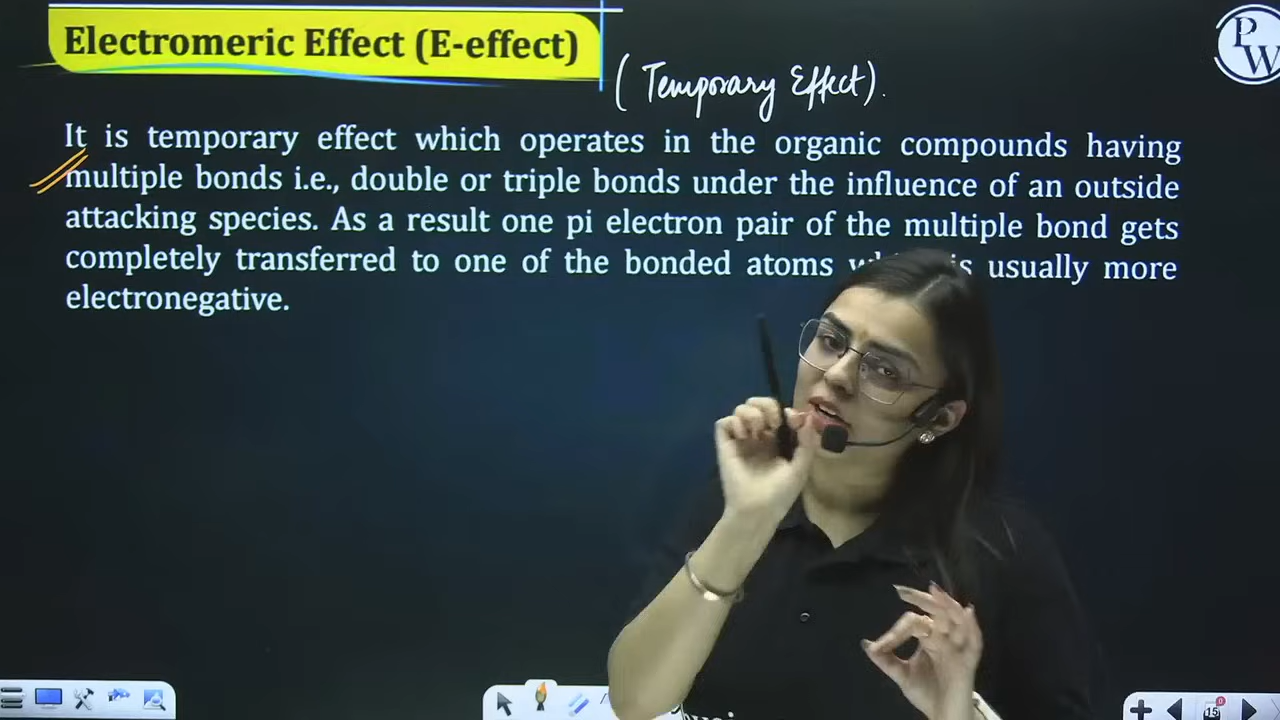 Electromeric Effect (E-effect)
(Temporary Effect).
PW
It is temporary effect which operates in the organic compounds having
multiple bonds i.e., double or triple bonds under the influence of an outside
attacking species. As a result one pi electron pair of the multiple bond gets
completely transferred to one of the bonded atoms is usually more
electronegative.
15